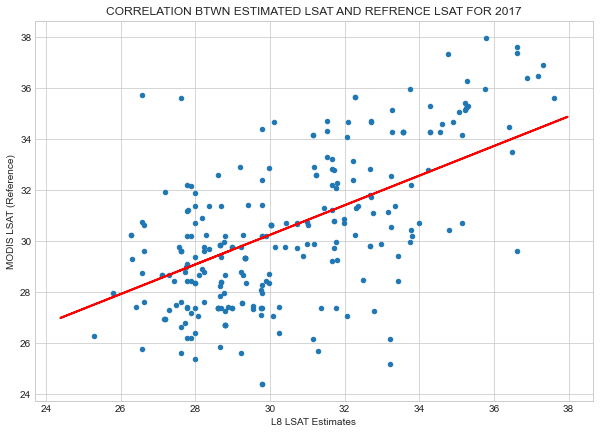 CORRELATION BTWN ESTIMATED LSAT AND REFRENCE LSAT FOR 2017
38
36
34
32
30
28
26
24
MODIS LSAT (Reference)
24 26 28 30 32 34 36 38
L8 LSAT Estimates